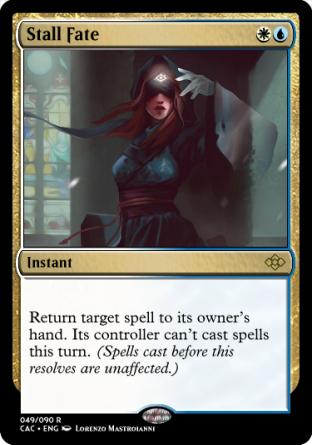 Stall Fate
Instant
Return target spell to its owner's
hand. Its controller can't cast spells
this turn. (Spells cast before this
resolves are unaffected.)
049/090 R
CAC • ENG Lorenzo Mastroianni